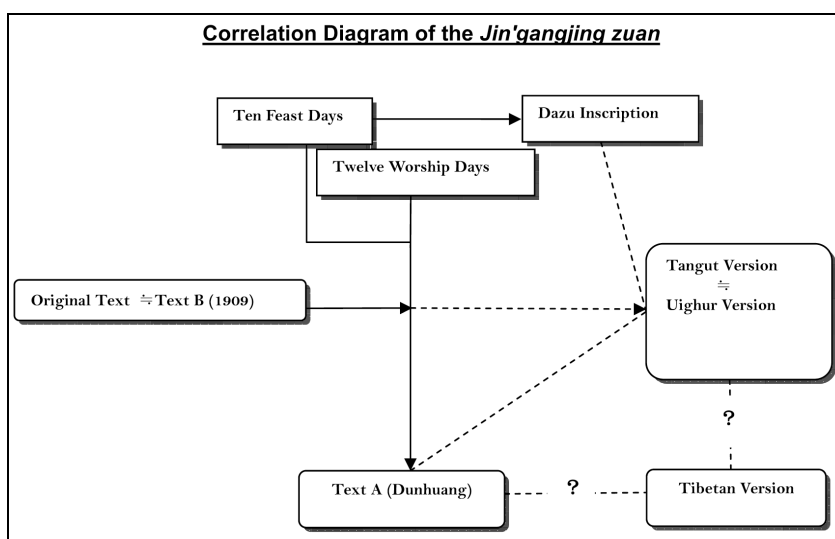 Correlation Diagram of the Jin'gangjing zuan
Ten Feast Days
Dazu Inscription
Twelve Worship Days
Tangut Version
≒
Uighur Version
Original Text ≒Text B (1909)
?
Text A (Dunhuang)
?
Tibetan Version